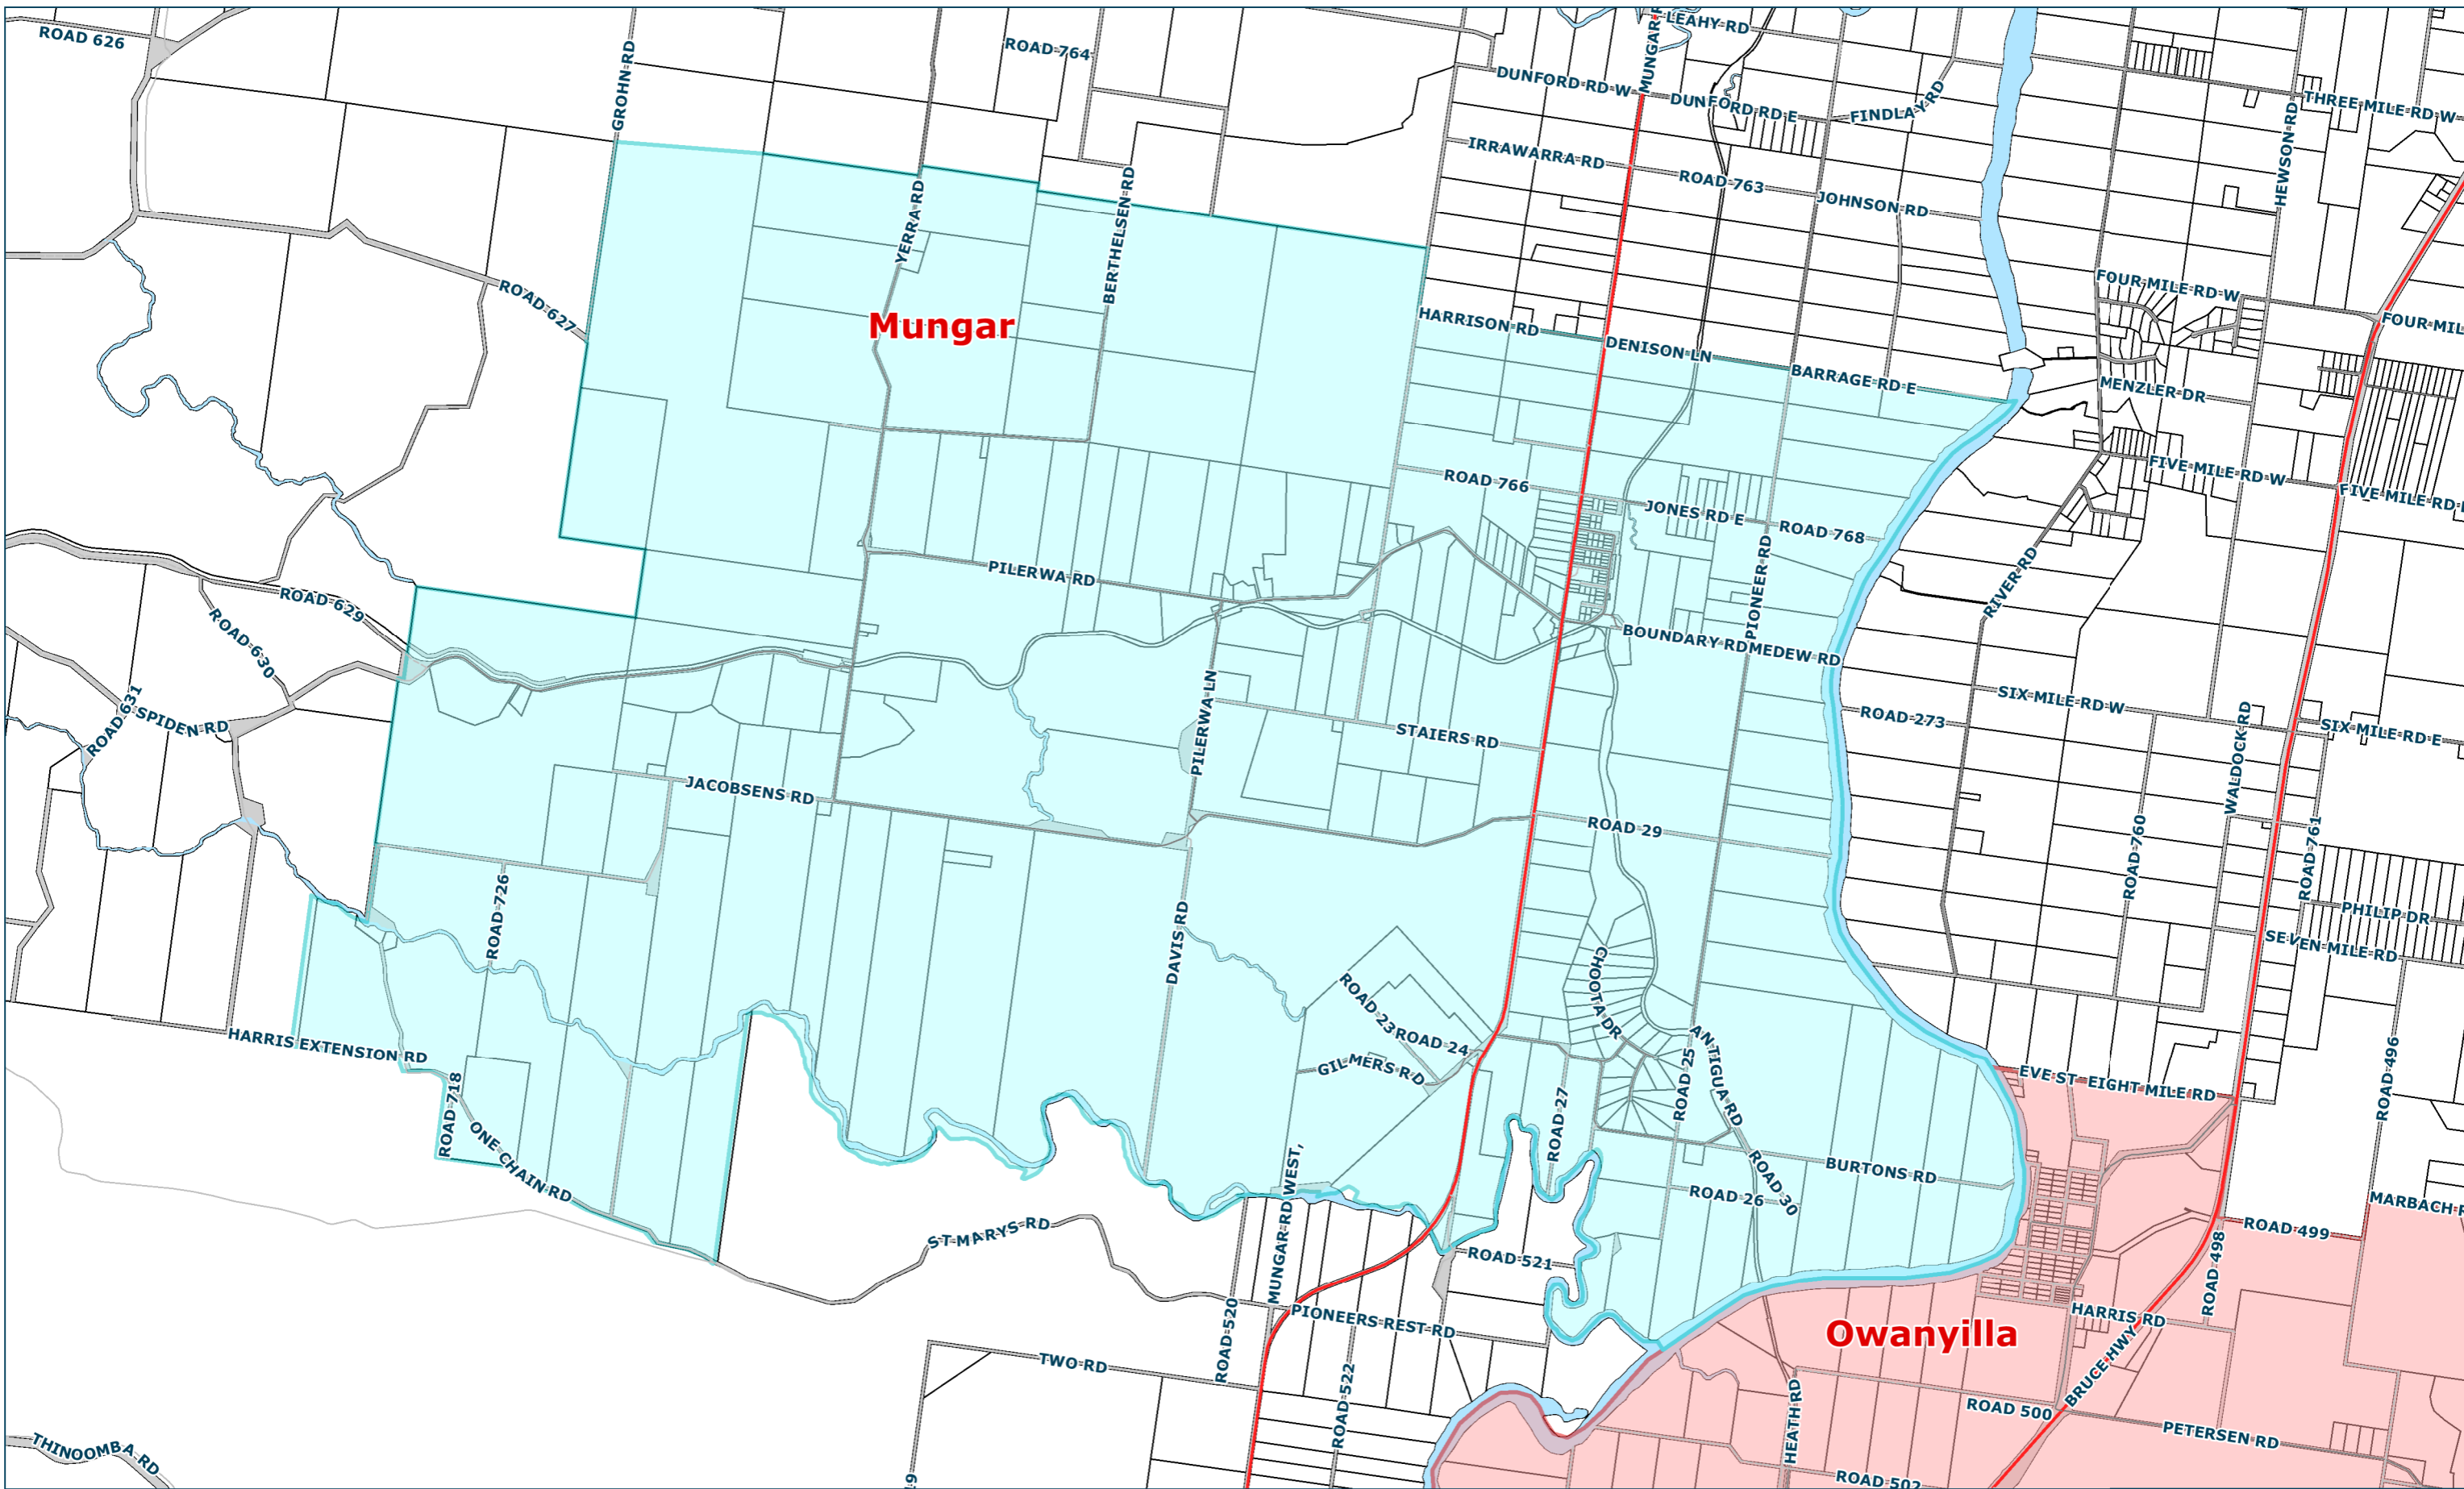 ROAD 626
GROHN RD
ROAD 764
MUNGAR R
LEAHY RD
DUNFORD RD W
DUNFORD RD E
FINDLAY RD
THREE MILE RD W
HEWSON RD
IRRAWARRA RD
ROAD 763
JOHNSON RD
YERRA RD
BERTHELSEN RD
ROAD 627
Mungar
FOUR MILE RD W
FOUR MIL
HARRISON RD
DENISON LN
BARRAGE RD E
MENZLER DR
ROAD 766
JONES RD E
ROAD 768
FIVE MILE RD W
FIVE MILE RD
PILERWA RD
PIONEER RD
RIVER RD
ROAD 629
ROAD 630
BOUNDARY RD
MEDEW RD
ROAD 631
SPIDEN RD
PILERWA LN
STAIERS RD
ROAD 273
SIX MILE RD W
SIX MILE RD E
WALDOCK RD
JACOBSENS RD
ROAD 29
ROAD 760
ROAD 761
ROAD 726
DAVIS RD
PHILIP DR
SEVEN MILE RD
CHOOTA DR
ROAD 23
ROAD 24
GILMERS RD
HARRIS EXTENSION RD
ROAD 718
ONE CHAIN RD
ROAD 27
ROAD 25
ANTIGUA RD
EVE ST
EIGHT MILE RD
ROAD 496
BURTONS RD
ROAD 26
ROAD 30
MARBACH R
ST MARYS RD
MUNGAR RD WEST,
ROAD 521
ROAD 499
ROAD 498
ROAD 520
PIONEERS REST RD
HARRIS RD
Owanyilla
TWO RD
ROAD 522
HEATH RD
BRUCE HWY
ROAD 500
PETERSEN RD
THINOOMBA RD
49
ROAD 502